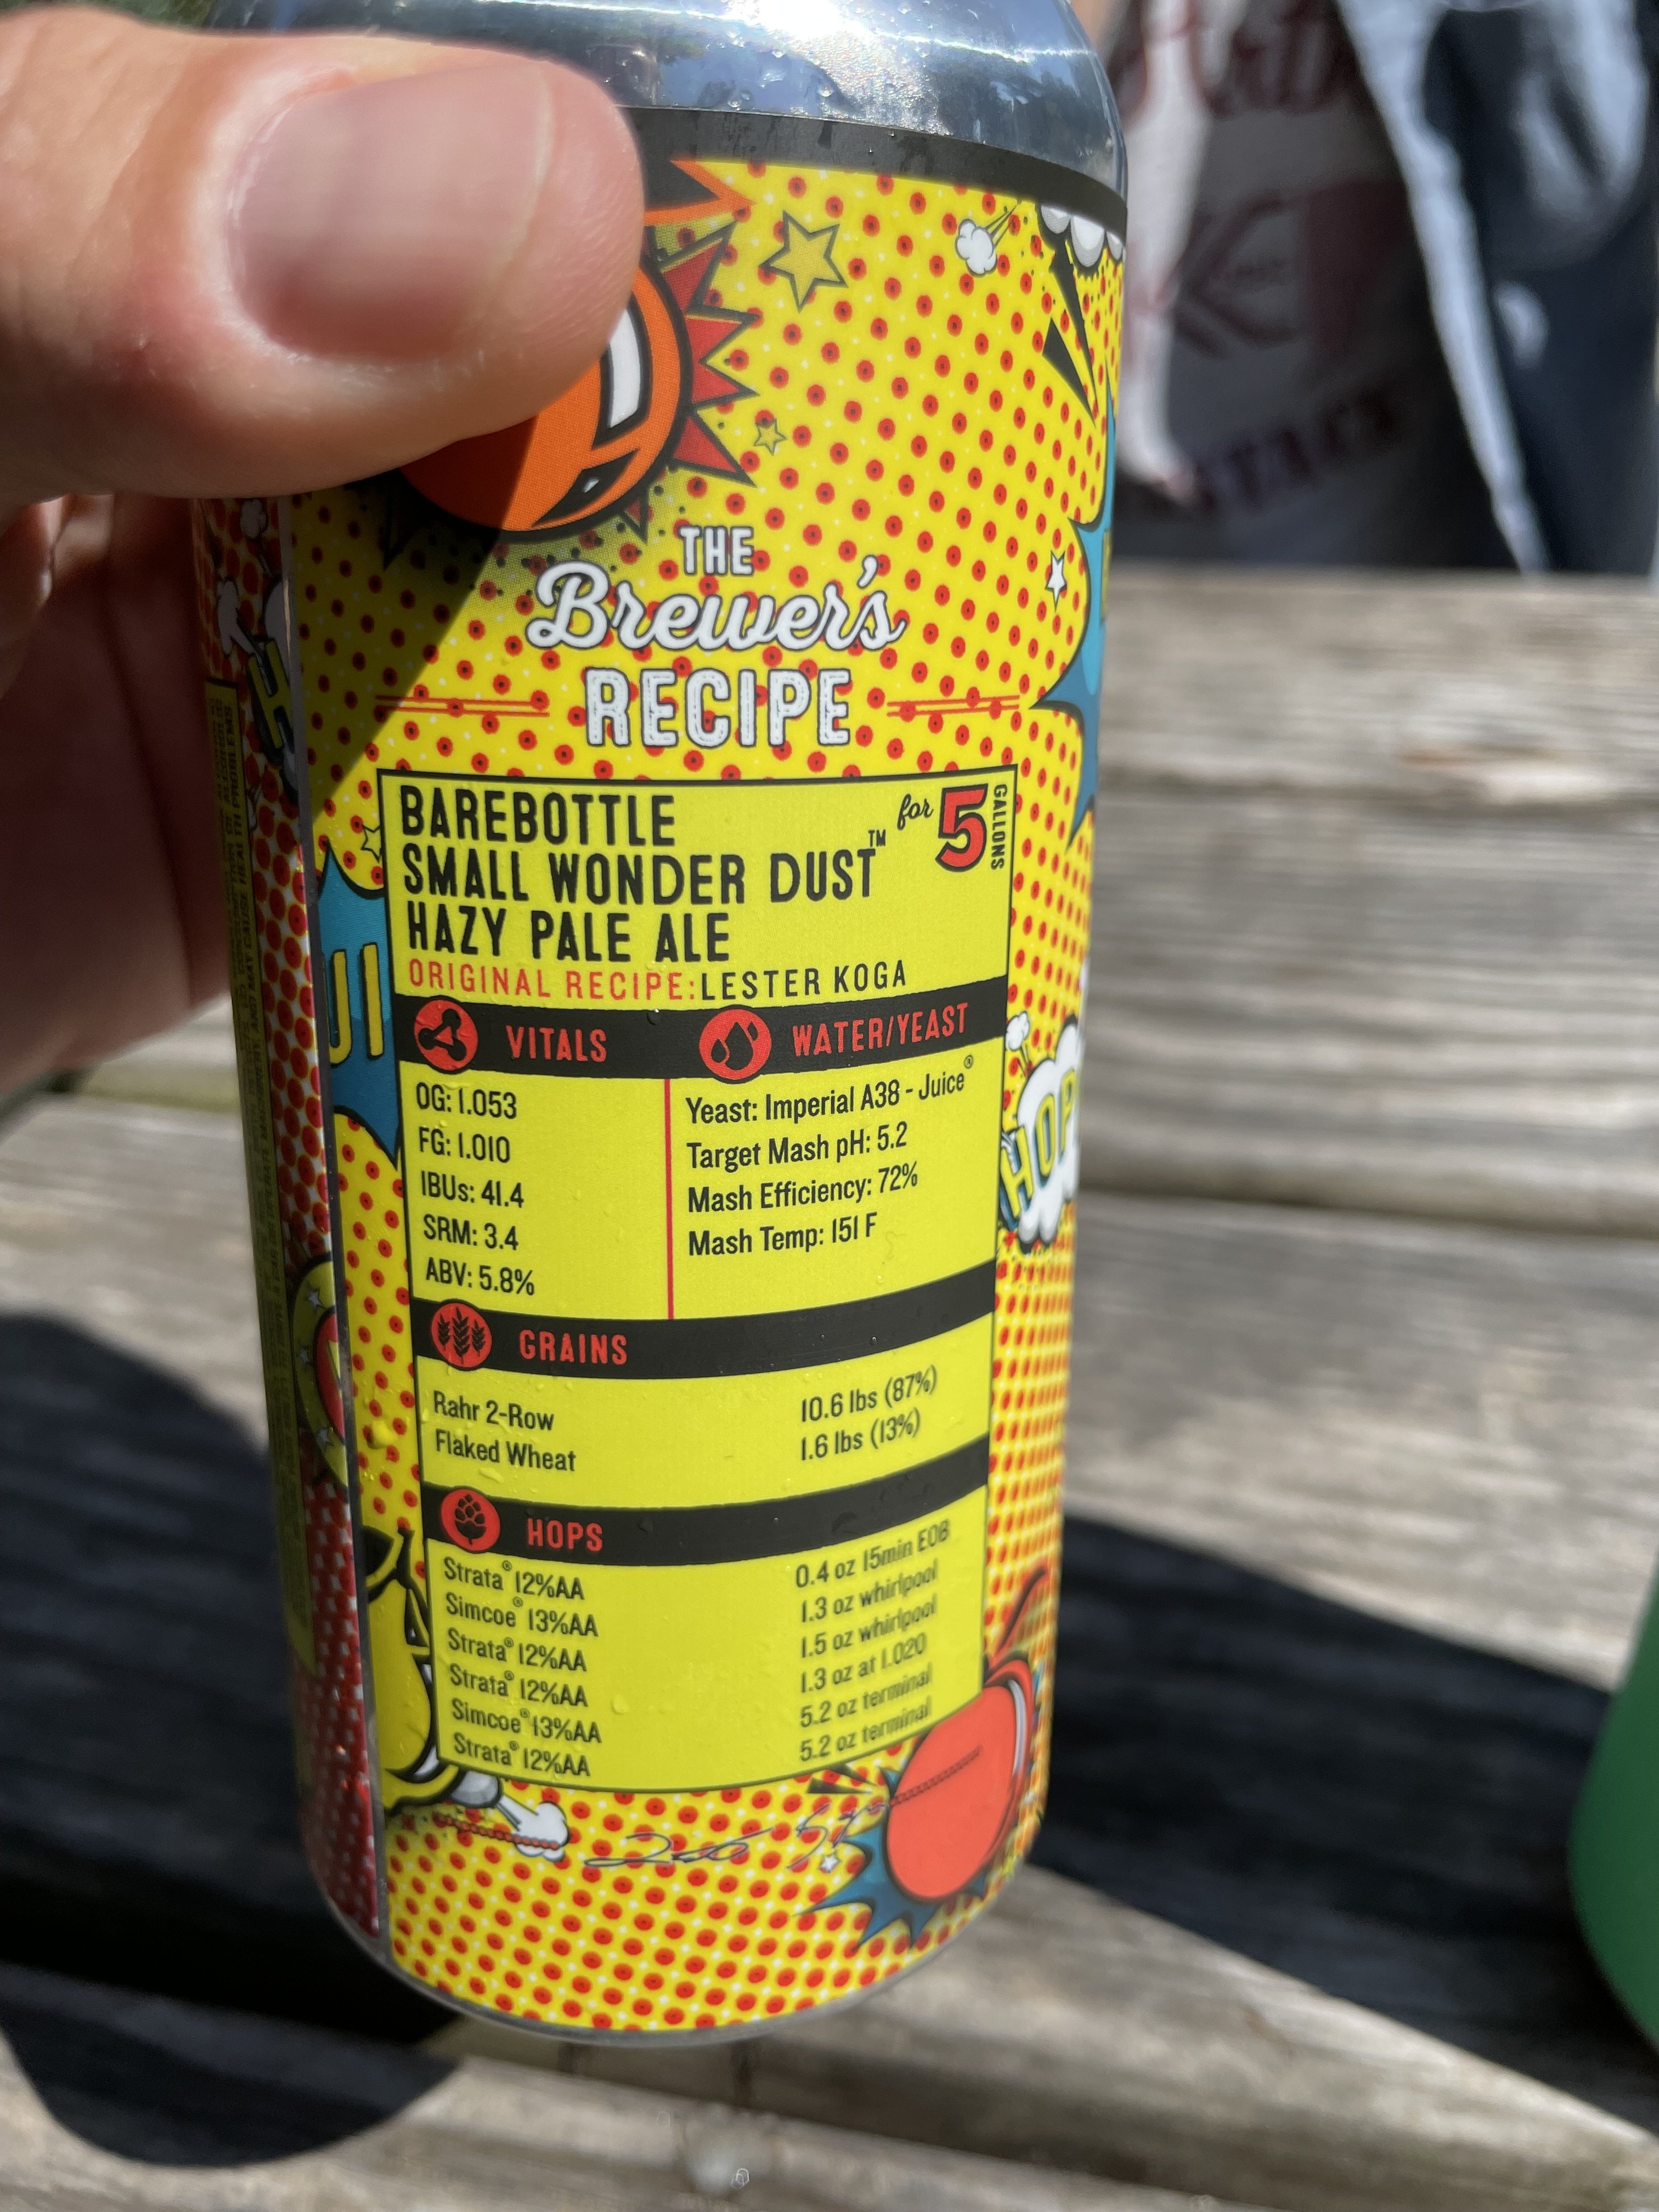 THE
Brewer's
RECIPE
BAREBOTTLE
SMALL WONDER DUST™
HAZY PALE ALE
for 5 GALLONS
ORIGINAL RECIPE: LESTER KOGA
VITALS
OG: 1.053
FG: 1.010
IBUs: 41.4
SRM: 3.4
ABV: 5.8%
WATER/YEAST
Yeast: Imperial A38 - Juice®
Target Mash pH: 5.2
Mash Efficiency: 72%
Mash Temp: 151 F
GRAINS
Rahr 2-Row 10.6 lbs (87%)
Flaked Wheat 1.6 lbs (13%)
HOPS
Strata® 12%AA 0.4 oz 15min EOB
Simcoe® 13%AA 1.3 oz whirlpool
Strata® 12%AA 1.5 oz whirlpool
Strata® 12%AA 1.3 oz at 1.020
Simcoe® 13%AA 5.2 oz terminal
Strata® 12%AA 5.2 oz terminal
HOP
UI
HEALTH PROBLEMS